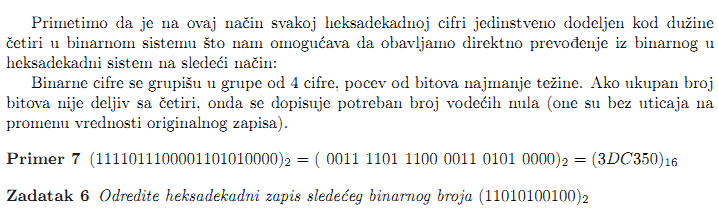 Primetimo da je na ovaj način svakoj heksadekadnoj cifri jedinstveno dodeljen kod dužine
četiri u binarnom sistemu što nam omogućava da obavljamo direktno prevođenje iz binarnog u
heksadekadni sistem na sledeći način:
Binarne cifre se grupišu u grupe od 4 cifre, pocev od bitova najmanje težine. Ako ukupan broj
bitova nije deljiv sa četiri, onda se dopisuje potreban broj vodećih nula (one su bez uticaja na
promenu vrednosti originalnog zapisa).
Primer 7 (1111011100001101010000)₂ = ( 0011 1101 1100 0011 0101 0000)₂ = (3DC350)₁₆
Zadatak 6 Odredite heksadekadni zapis sledećeg binarnog broja (11010100100)₂